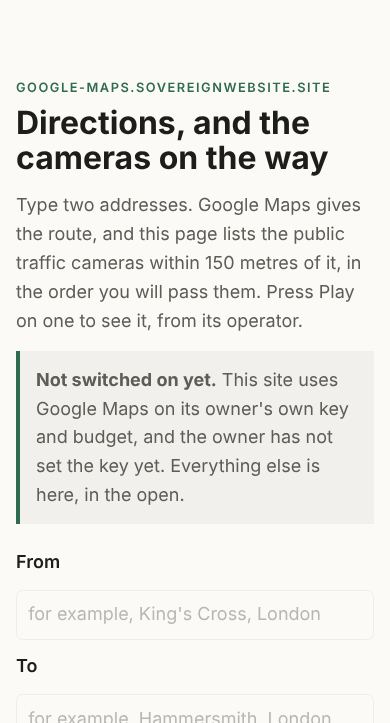 GOOGLE-MAPS.SOVEREIGNWEBSITE.SITE
Directions, and the
cameras on the way
Type two addresses. Google Maps gives
the route, and this page lists the public
traffic cameras within 150 metres of it, in
the order you will pass them. Press Play
on one to see it, from its operator.
Not switched on yet. This site uses
Google Maps on its owner's own key
and budget, and the owner has not
set the key yet. Everything else is
here, in the open.
From
for example, King's Cross, London
To
for example, Hammersmith, London